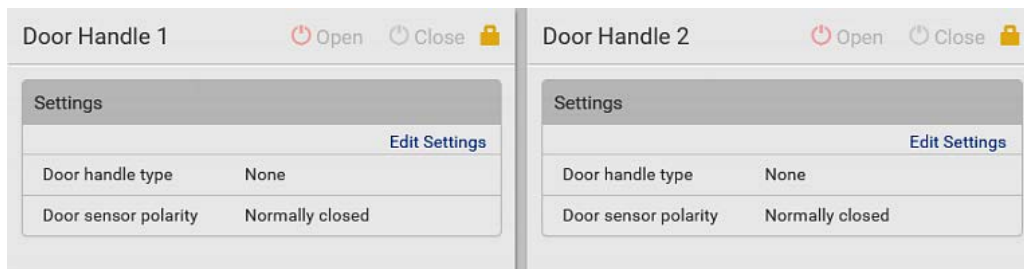 Door Handle 1 Open Close
Settings
Edit Settings
Door handle type None
Door sensor polarity Normally closed
Door Handle 2 Open Close
Settings
Edit Settings
Door handle type None
Door sensor polarity Normally closed